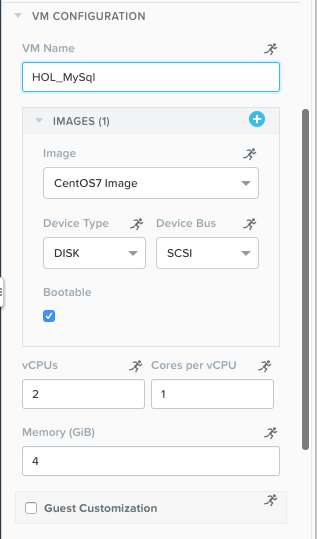 VM CONFIGURATION
VM Name
HOL_MySql
IMAGES (1)
Image
CentOS7 Image
Device Type Device Bus
DISK SCSI
Bootable
vCPUs Cores per vCPU
2 1
Memory (GiB)
4
Guest Customization